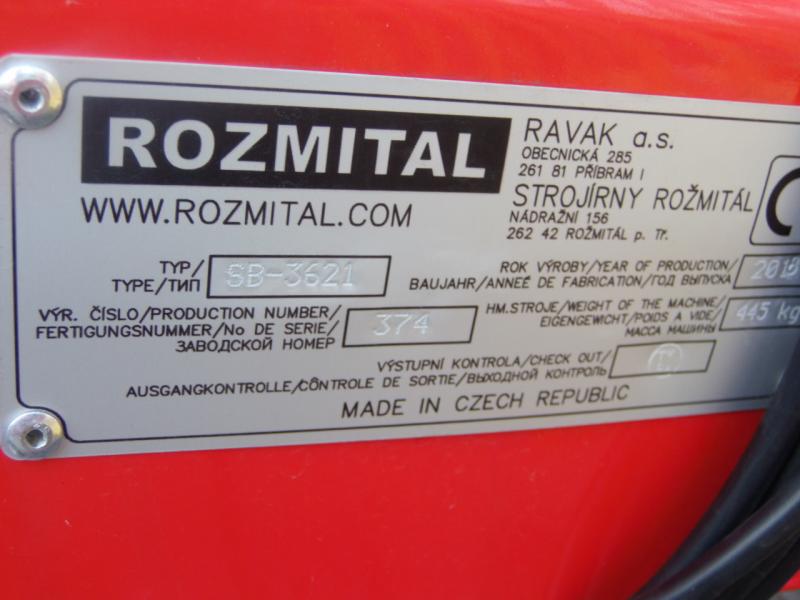 ROZMITAL
WWW.ROZMITAL.COM
RAVAK a.s.
OBECNICKÁ 285
261 81 PŘÍBRAM I
STROJÍRNY ROŽMITÁL
NÁDRAŽNÍ 156
262 42 ROŽMITÁL p. Tř.
TYP/
TYPE/ТИП
SB-3621
ROK VÝROBY/YEAR OF PRODUCTION/
BAUJAHR/ANNEÉ DE FABRICATION/ГОД ВЫПУСКА
VÝR. ČÍSLO/PRODUCTION NUMBER/
FERTIGUNGSNUMMER/No DE SERIE/
ЗАВОДСКОЙ НОМЕР
374
HM.STROJE/WEIGHT OF THE MACHINE/
EIGENGEWICHT/POIDS A VIDE/
МАССА МАШИНЫ
445 kg
VÝSTUPNÍ KONTROLA/CHECK OUT/
AUSGANGKONTROLLE/CÔNTROLE DE SORTIE/ВЫХОДНОЙ КОНТРОЛЬ
MADE IN CZECH REPUBLIC